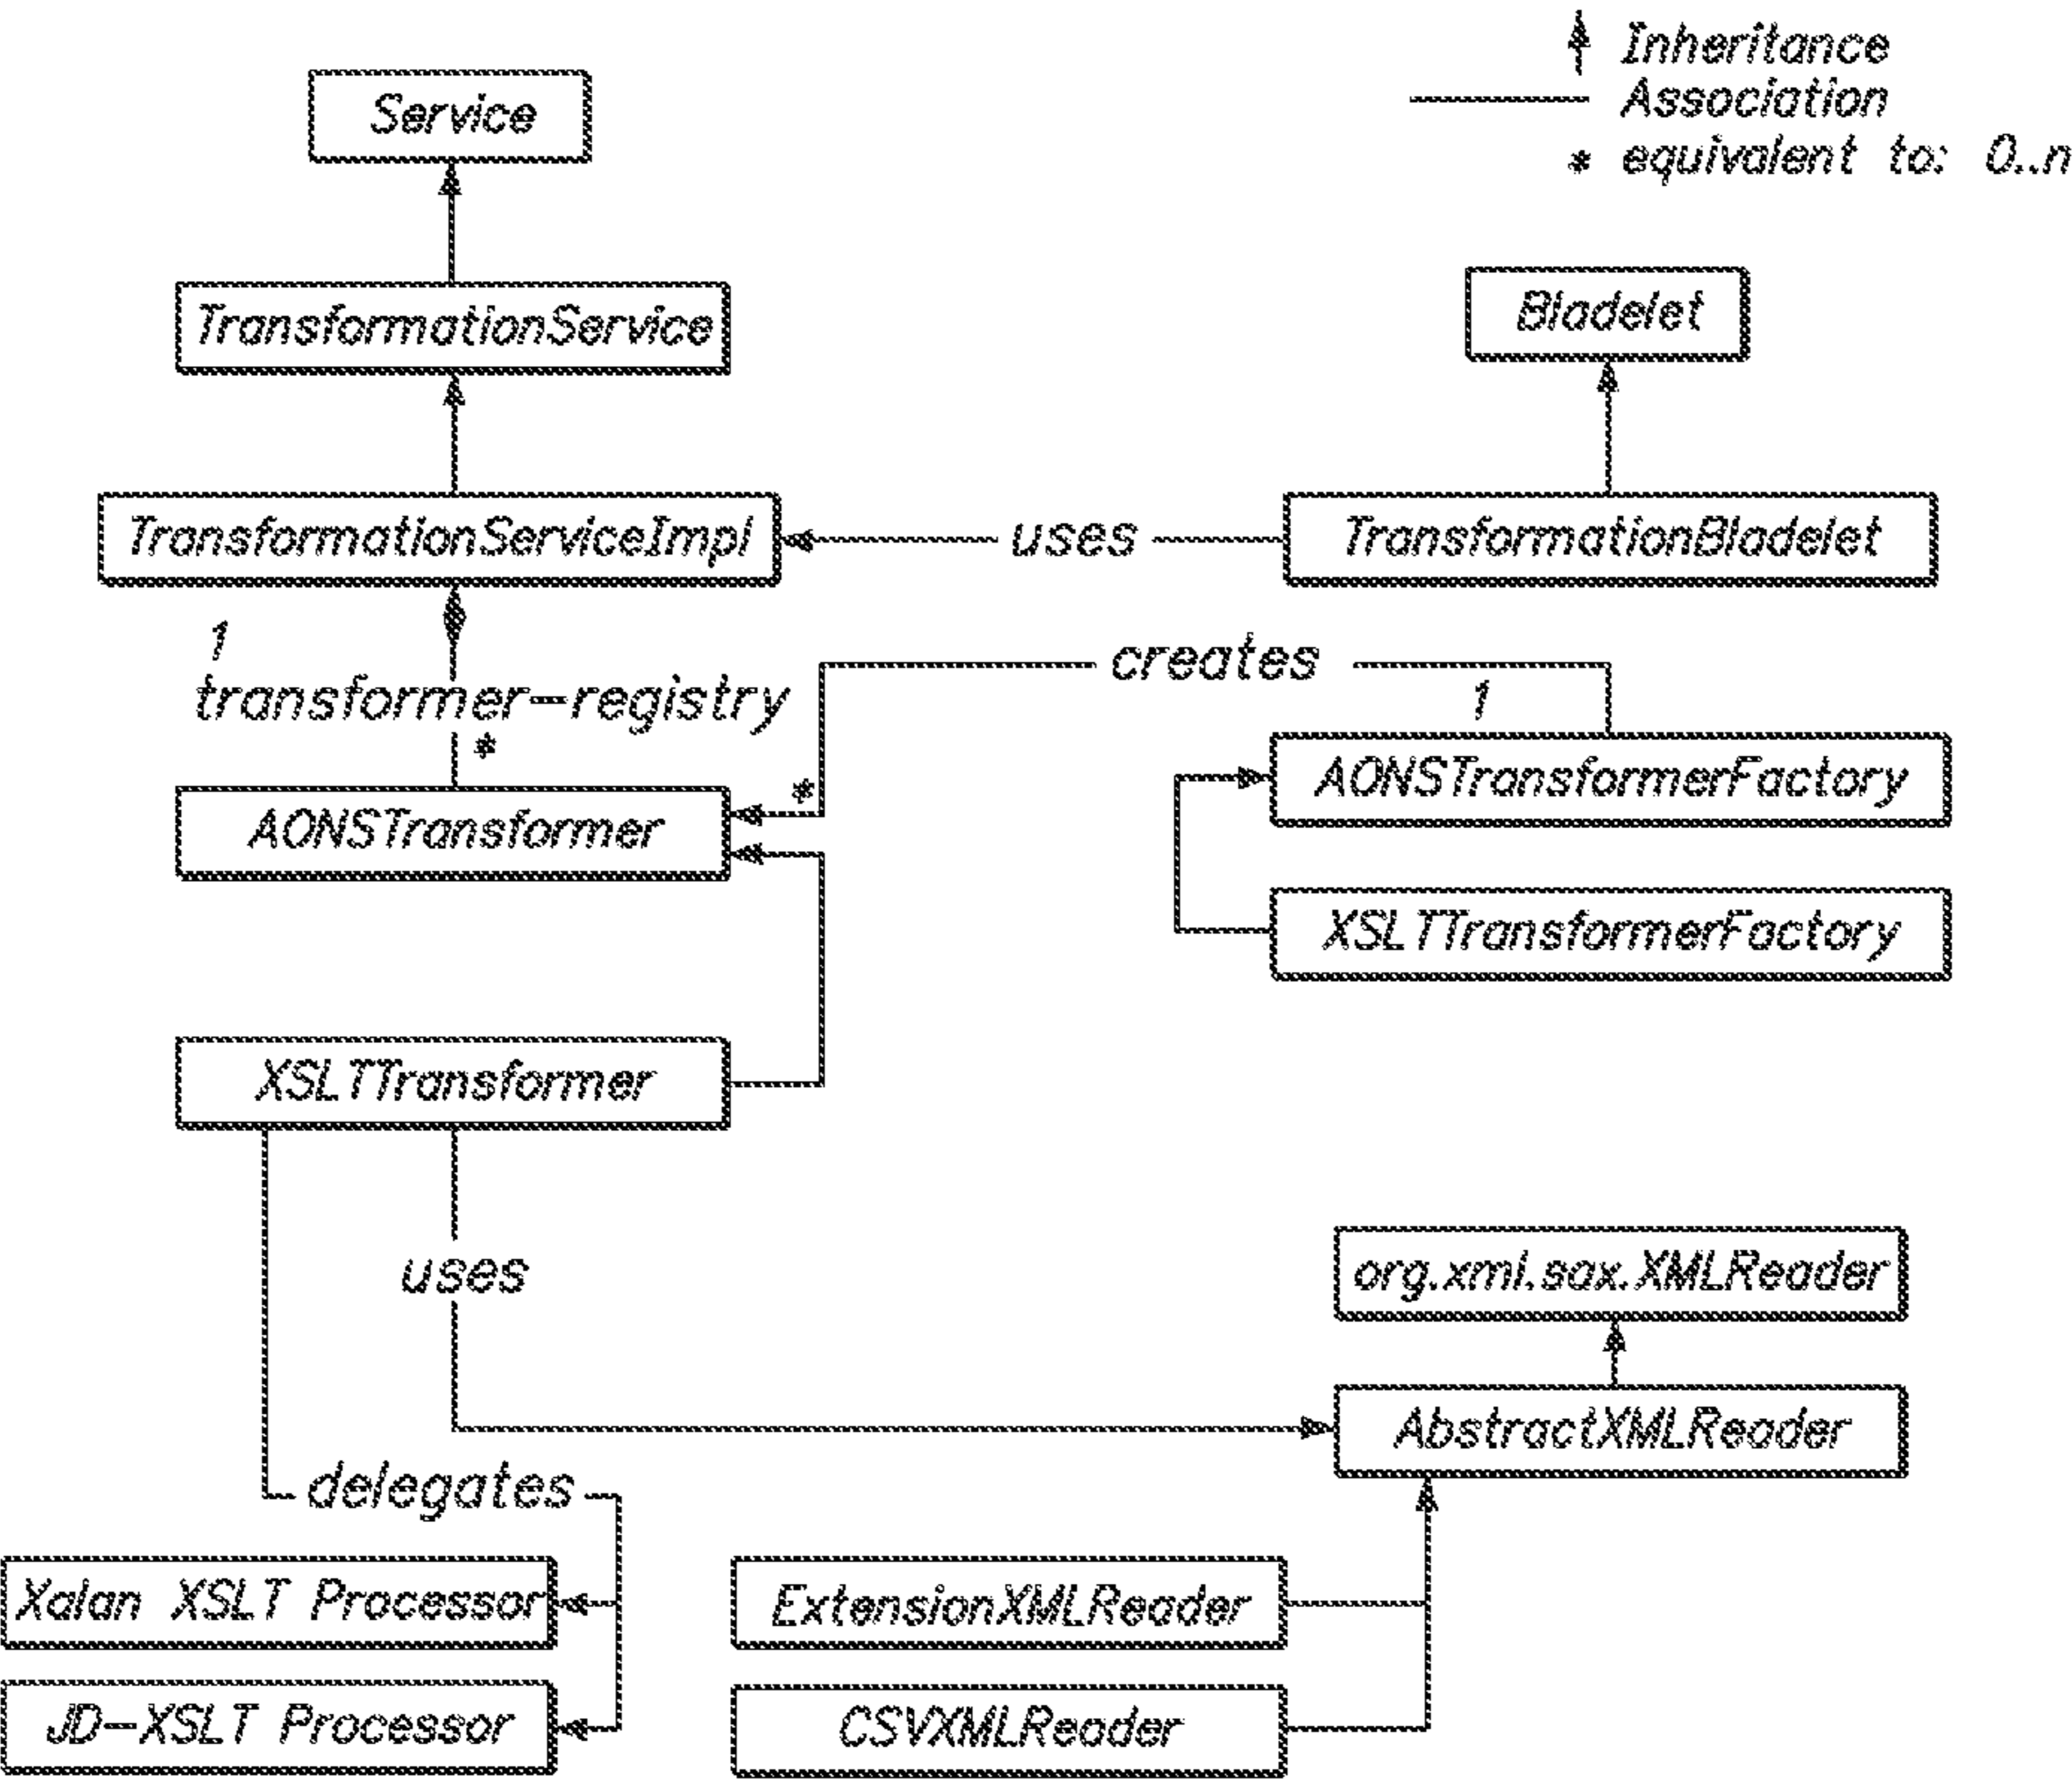 Inheritance
Association
* equivalent to: 0..n
Service
TransformationService
Bladelet
TransformationServiceImpl
uses
TransformationBladelet
1
transformer-registry
*
creates
1
*
AONSTransformer
AONSTransformerFactory
XSLTTransformerFactory
XSLTTransformer
uses
org.xml.sax.XMLReader
AbstractXMLReader
delegates
Xalan XSLT Processor
ExtensionXMLReader
JD-XSLT Processor
CSVXMLReader